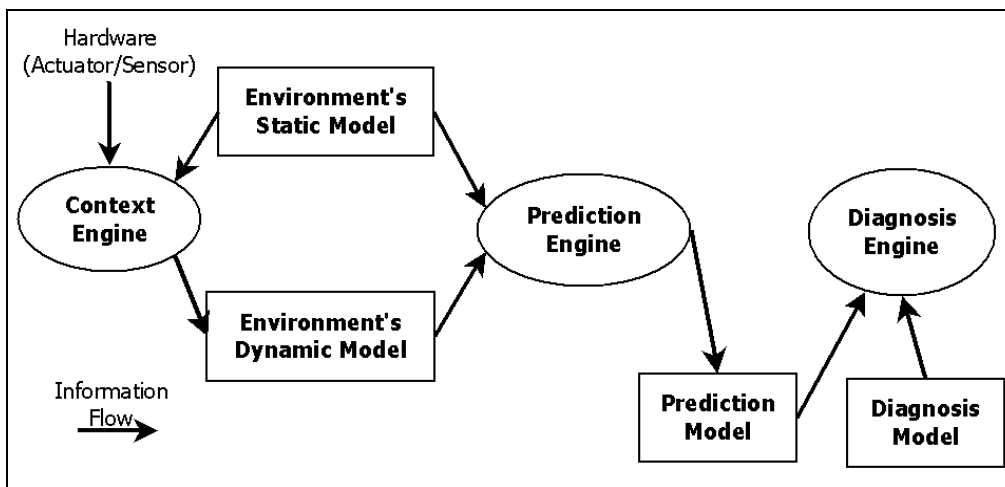 Hardware
(Actuator/Sensor)
Environment's
Static Model
Context
Engine
Prediction
Engine
Diagnosis
Engine
Environment's
Dynamic Model
Information
Flow
Prediction
Model
Diagnosis
Model